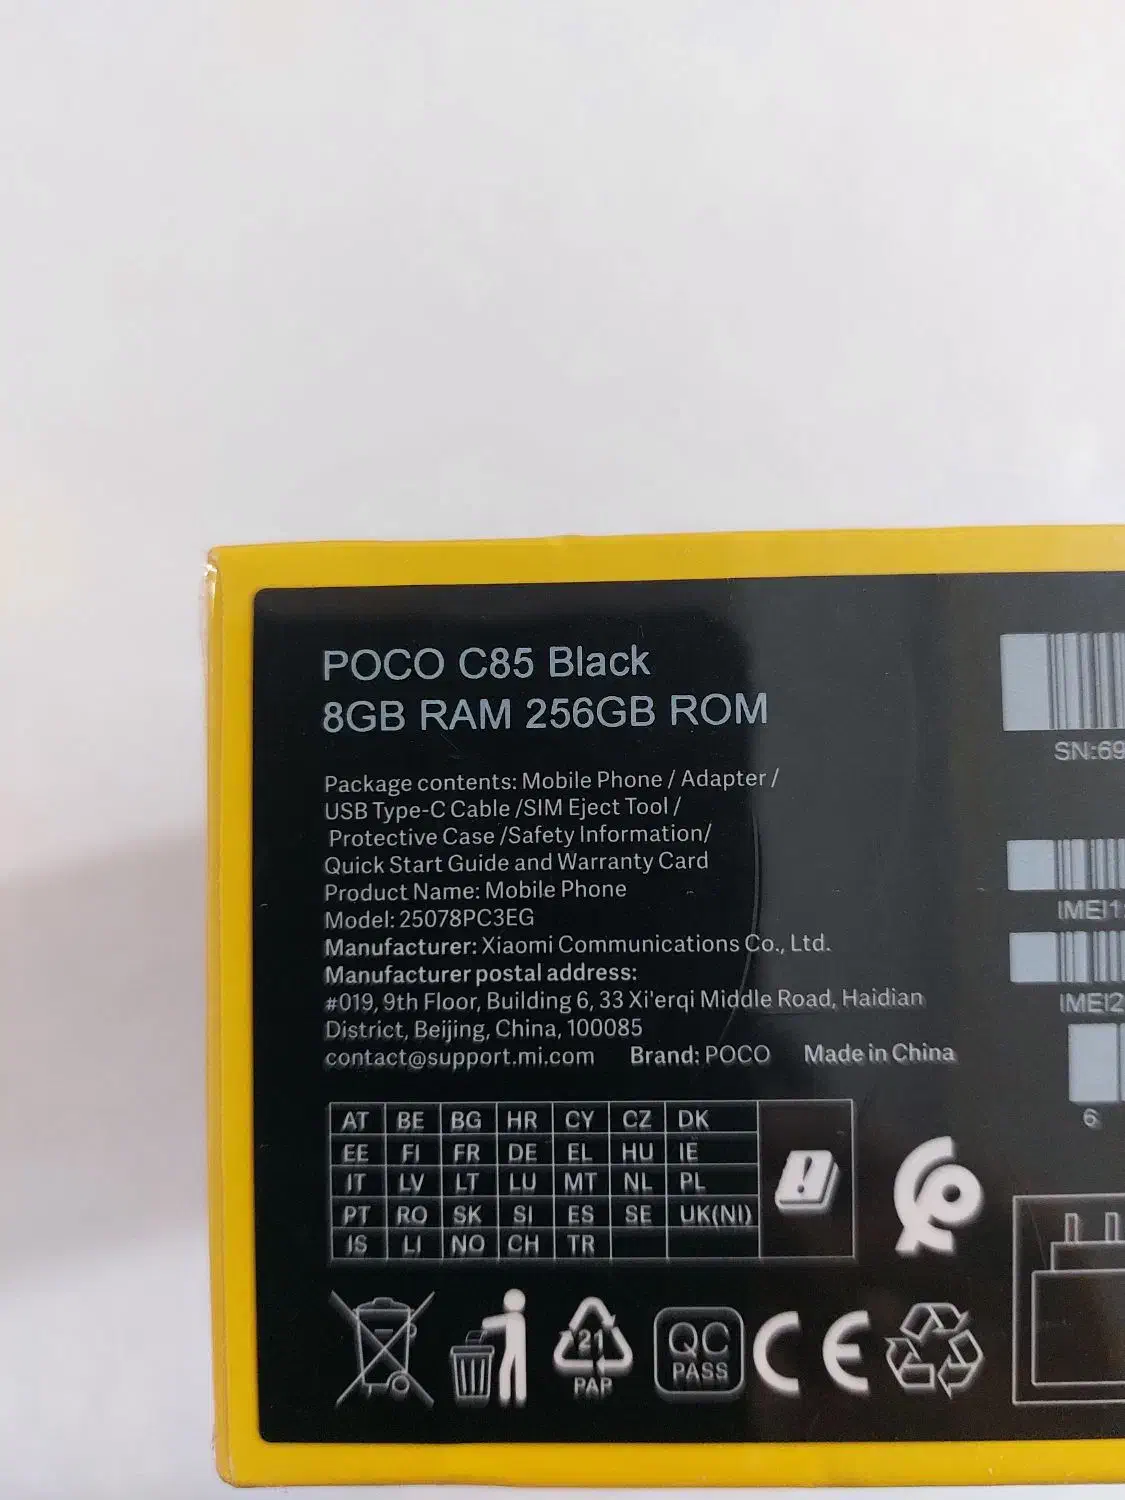 POCO C85 Black
8GB RAM 256GB ROM
Package contents: Mobile Phone / Adapter /
USB Type-C Cable /SIM Eject Tool /
Protective Case /Safety Information/
Quick Start Guide and Warranty Card
Product Name: Mobile Phone
Model: 25078PC3EG
Manufacturer: Xiaomi Communications Co., Ltd.
Manufacturer postal address:
#019, 9th Floor, Building 6, 33 Xi'erqi Middle Road, Haidian
District, Beijing, China, 100085
contact@support.mi.com Brand: POCO Made in China
AT BE BG HR CY CZ DK
EE FI FR DE EL HU IE
IT LV LT LU MT NL PL
PT RO SK SI ES SE UK(NI)
IS LI NO CH TR
21
PAP
QC
PASS
CE
SN:69
IMEI1:
IMEI2
6